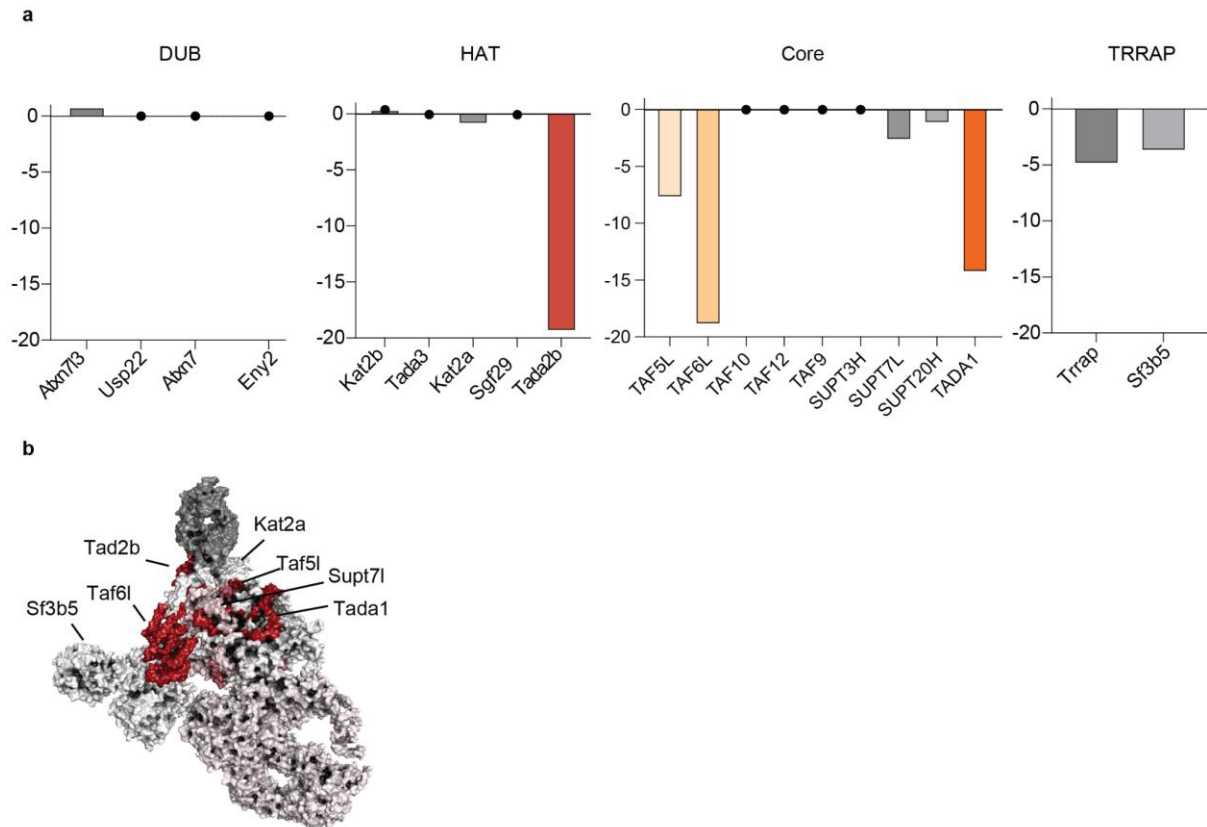 a
DUB
HAT
Core
TRRAP
0
-5
-10
-15
-20
Atxn7l3
Usp22
Atxn7
Eny2
0
-5
-10
-15
-20
Kat2b
Tada3
Kat2a
Sgf29
Tada2b
0
-5
-10
-15
-20
TAF5L
TAF6L
TAF10
TAF12
TAF9
SUPT3H
SUPT7L
SUPT20H
TADA1
0
-5
-10
-15
-20
Trrap
Sf3b5
b
Kat2a
Tad2b
Taf5l
Taf6l
Supt7l
Sf3b5
Tada1